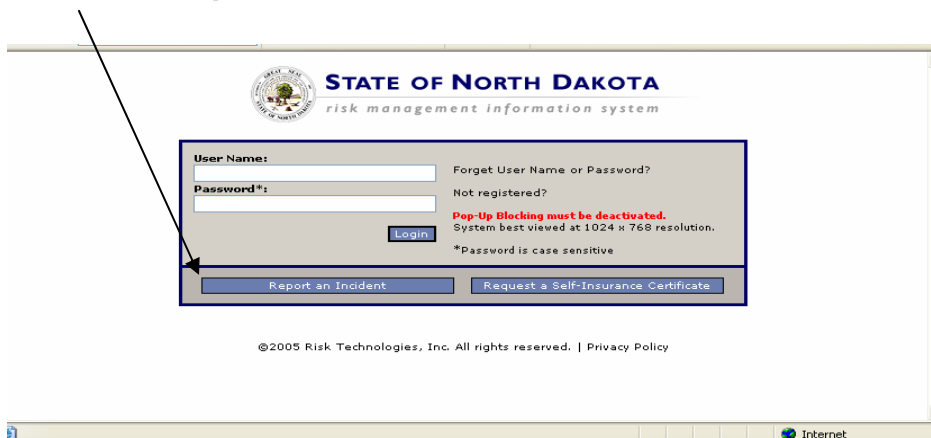 STATE OF NORTH DAKOTA
risk management information system
User Name:
Forget User Name or Password?
Password*:
Not registered?
Pop-Up Blocking must be deactivated.
System best viewed at 1024 x 768 resolution.
Login
*Password is case sensitive
Report an Incident
Request a Self-Insurance Certificate
©2005 Risk Technologies, Inc. All rights reserved. | Privacy Policy
Internet